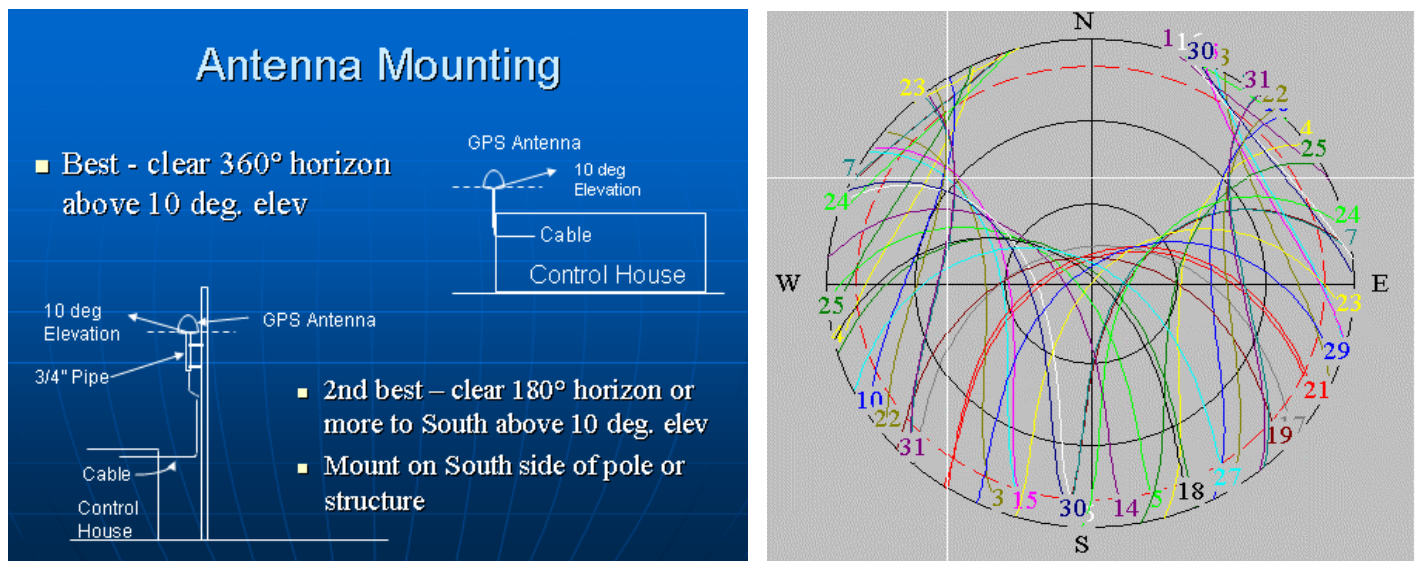 Antenna Mounting
Best - clear 360° horizon
above 10 deg. elev
GPS Antenna
10 deg
Elevation
Cable
Control House
10 deg
Elevation
GPS Antenna
3/4" Pipe
Cable
Control
House
2nd best – clear 180° horizon or
more to South above 10 deg. elev
Mount on South side of pole or
structure
N
1
30
3
31
22
4
25
24
7
E
23
29
21
17
19
27
18
5
14
30
S
15
3
31
22
10
25
W
24
7
23